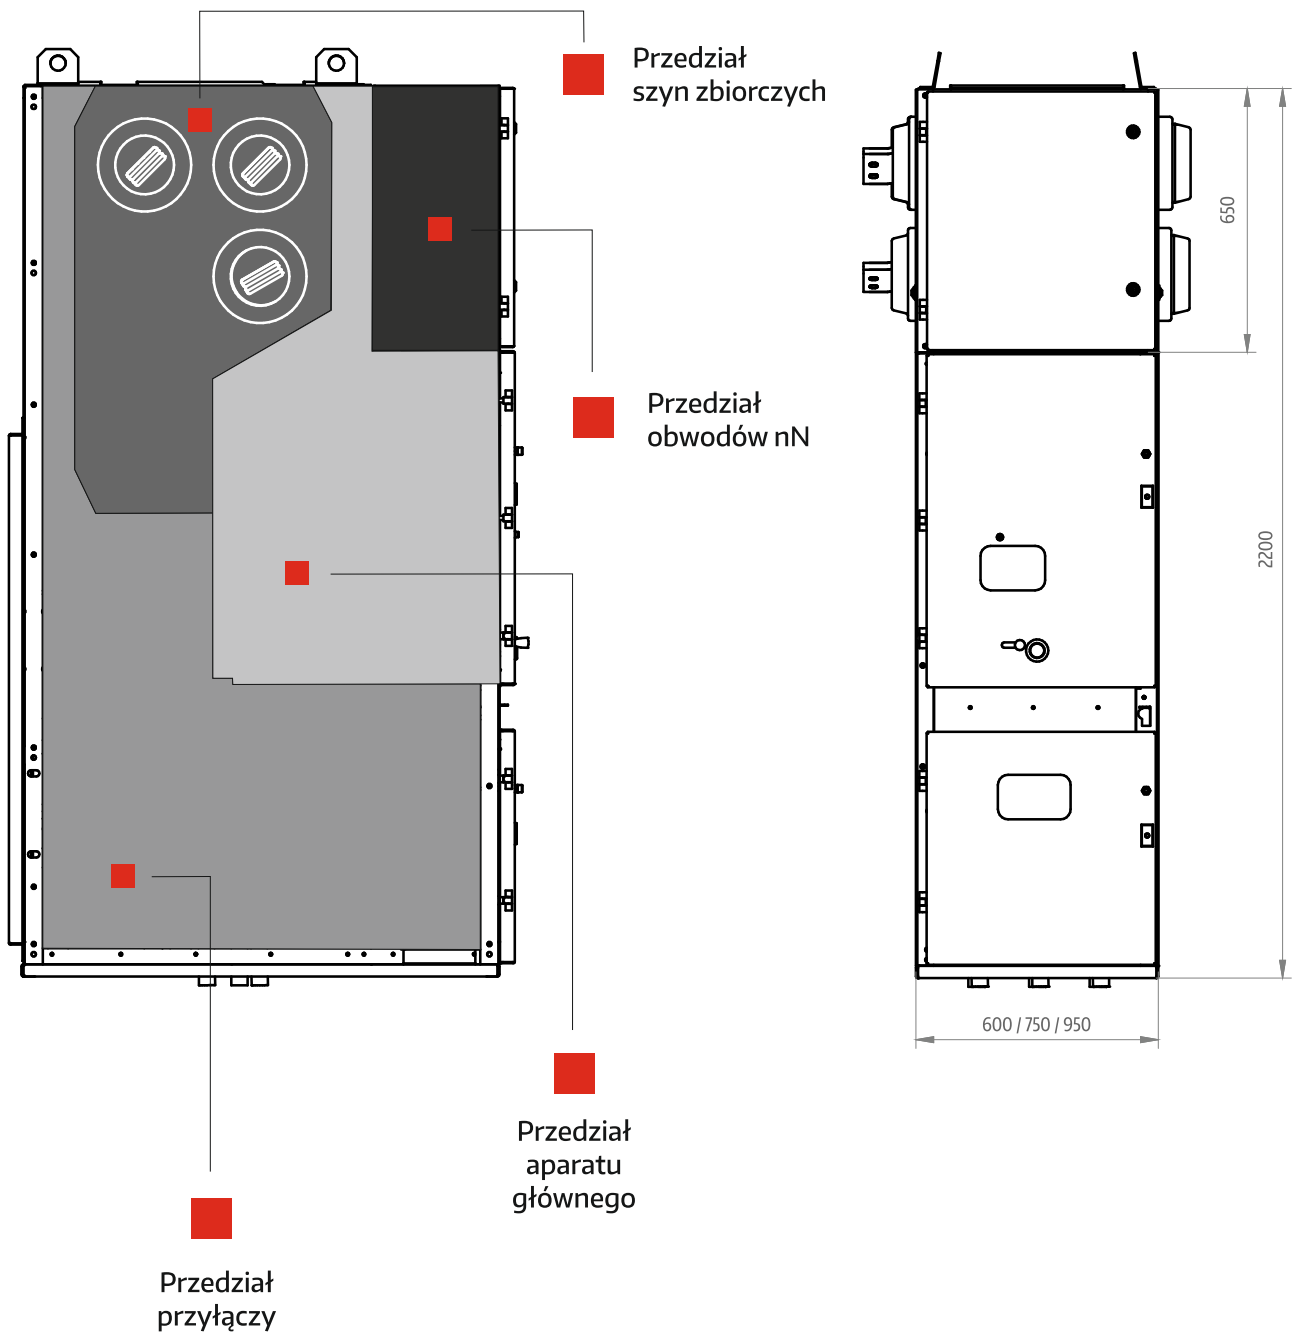 Przedział
szyn zbiorczych
Przedział
obwodów nN
Przedział
aparatu
głównego
Przedział
przyłączy
650
2200
600 / 750 / 950